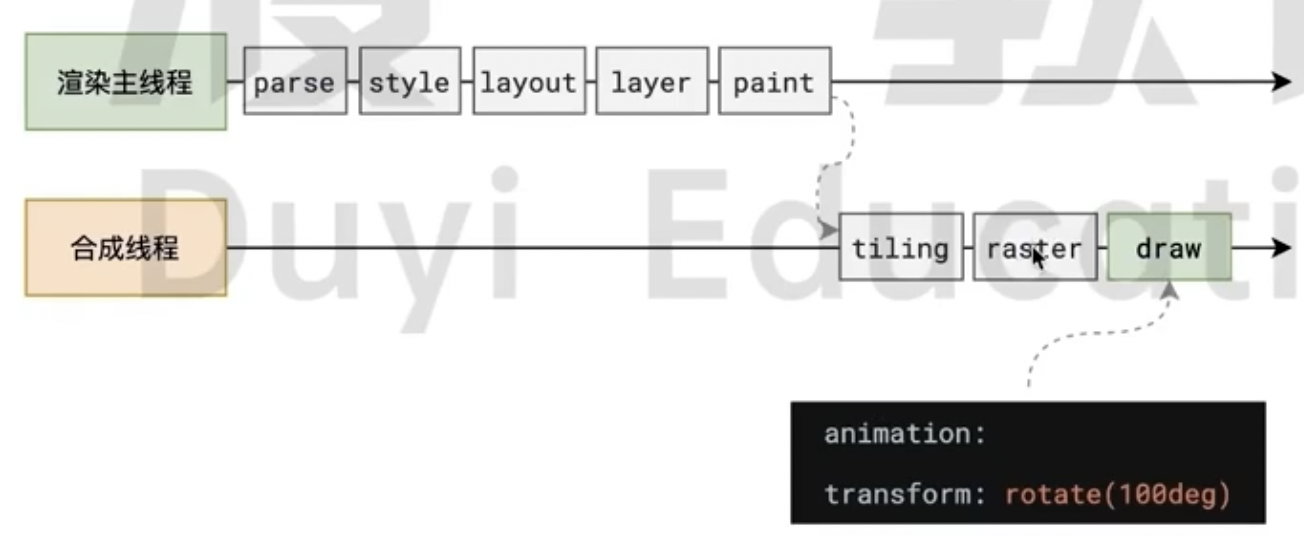 渲染主线程
parse
style
layout
layer
paint
Duyi Educati
合成线程
tiling
raster
draw
animation:
transform: rotate(100deg)